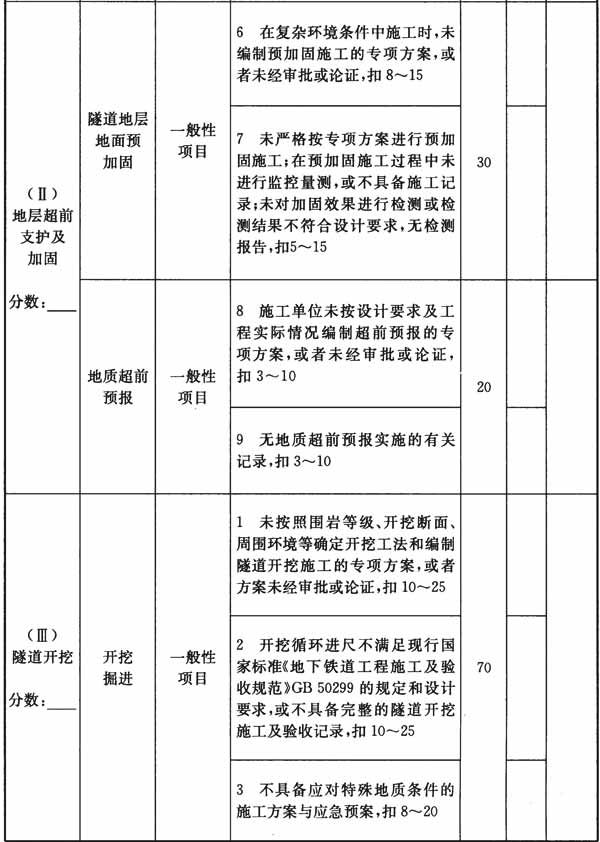 (Ⅱ)
地层超前
支护及
加固
分数:____
隧道地层
地面预
加固
一般性
项目
6 在复杂环境条件中施工时,未
编制预加固施工的专项方案,或
者未经审批或论证,扣 8～15
7 未严格按专项方案进行预加
固施工;在预加固施工过程中未
进行监控量测,或不具备施工记
录;未对加固效果进行检测或检
测结果不符合设计要求,无检测
报告,扣5～15
30
地质超前
预报
一般性
项目
8 施工单位未按设计要求及工
程实际情况编制超前预报的专
项方案,或者未经审批或论证,
扣 3～10
9 无地质超前预报实施的有关
记录,扣 3～10
20
(Ⅲ)
隧道开挖
分数:____
开挖
掘进
一般性
项目
1 未按照围岩等级、开挖断面、
周围环境等确定开挖工法和编制
隧道开挖施工的专项方案,或者
方案未经审批或论证,扣 10～25
2 开挖循环进尺不满足现行国
家标准《地下铁道工程施工及验
收规范》GB 50299 的规定和设计
要求,或不具备完整的隧道开挖
施工及验收记录,扣 10～25
3 不具备应对特殊地质条件的
施工方案与应急预案,扣 8～20
70